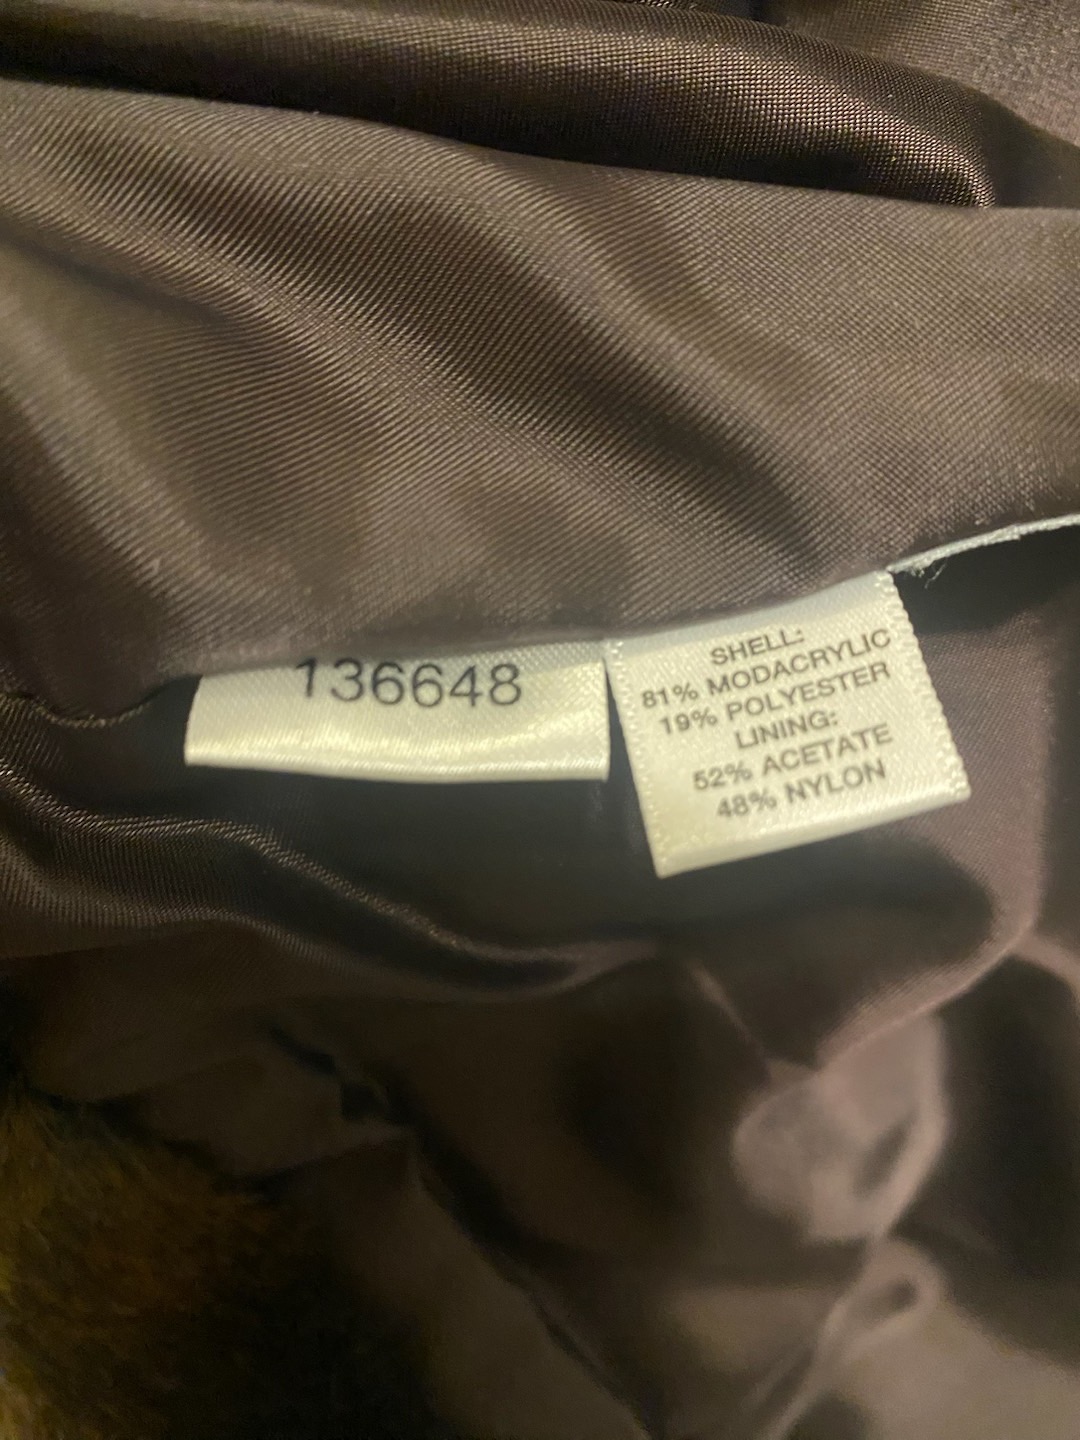 136648
SHELL:
81% MODACRYLIC
19% POLYESTER
LINING:
52% ACETATE
48% NYLON